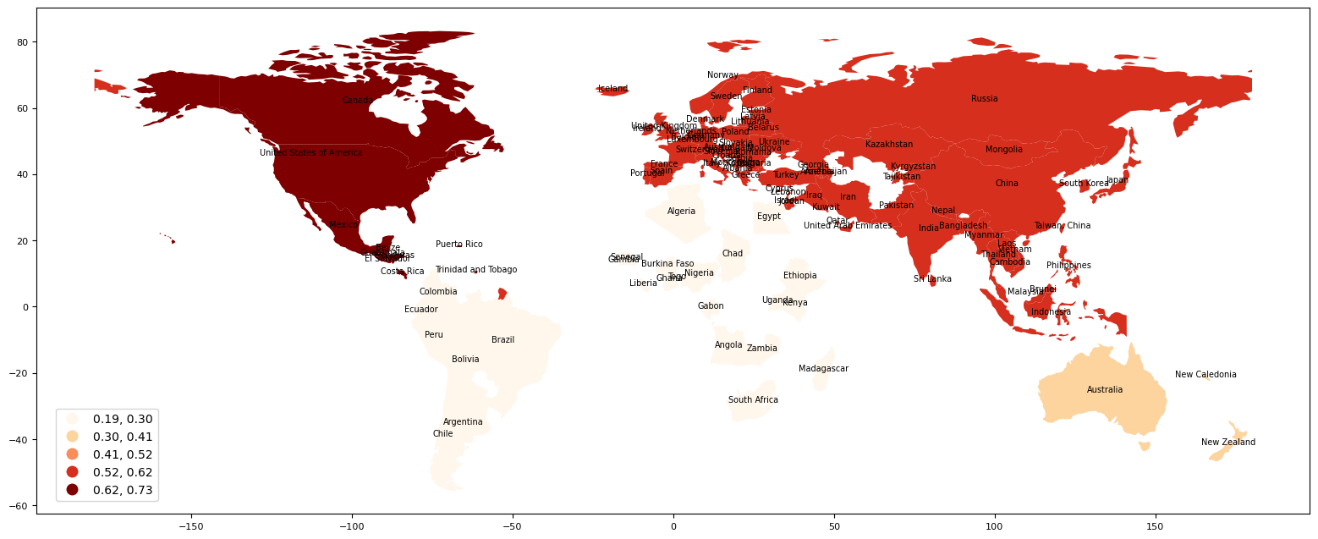 80
60
40
20
0
−20
−40
−60
−150
−100
−50
0
50
100
150
Norway
Iceland
Sweden
Finland
Russia
Canada
Estonia
Latvia
Lithuania
Denmark
United Kingdom
Ireland
Netherlands
Poland
Belarus
Luxembourg
Slovakia
Ukraine
Kazakhstan
Mongolia
United States of America
France
Spain
Portugal
Greece
Turkey
Georgia
Kyrgyzstan
Tajikistan
China
South Korea
Japan
Cyprus
Lebanon
Iraq
Iran
Kuwait
Pakistan
Nepal
Algeria
Egypt
Qatar
United Arab Emirates
India
Bangladesh
Myanmar
Taiwan, China
Mexico
Puerto Rico
Belize
El Salvador
Costa Rica
Trinidad and Tobago
Laos
Vietnam
Thailand
Cambodia
Philippines
Sri Lanka
Malaysia
Brunei
Indonesia
Senegal
Gambia
Burkina Faso
Chad
Ghana
Togo
Nigeria
Liberia
Ethiopia
Uganda
Kenya
Gabon
Colombia
Ecuador
Peru
Brazil
Bolivia
Angola
Zambia
Madagascar
South Africa
Argentina
Chile
Australia
New Caledonia
New Zealand
0.19, 0.30
0.30, 0.41
0.41, 0.52
0.52, 0.62
0.62, 0.73